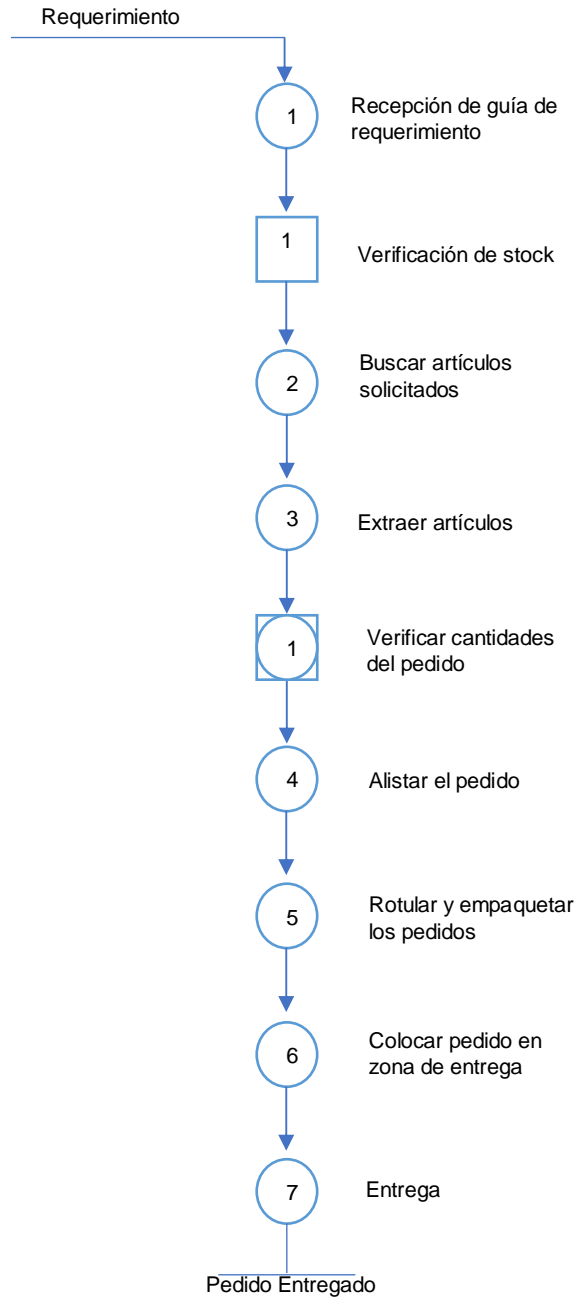 Requerimiento
1
Recepción de guía de
requerimiento
1
Verificación de stock
2
Buscar artículos
solicitados
3
Extraer artículos
1
Verificar cantidades
del pedido
4
Alistar el pedido
5
Rotular y empaquetar
los pedidos
6
Colocar pedido en
zona de entrega
7
Entrega
Pedido Entregado